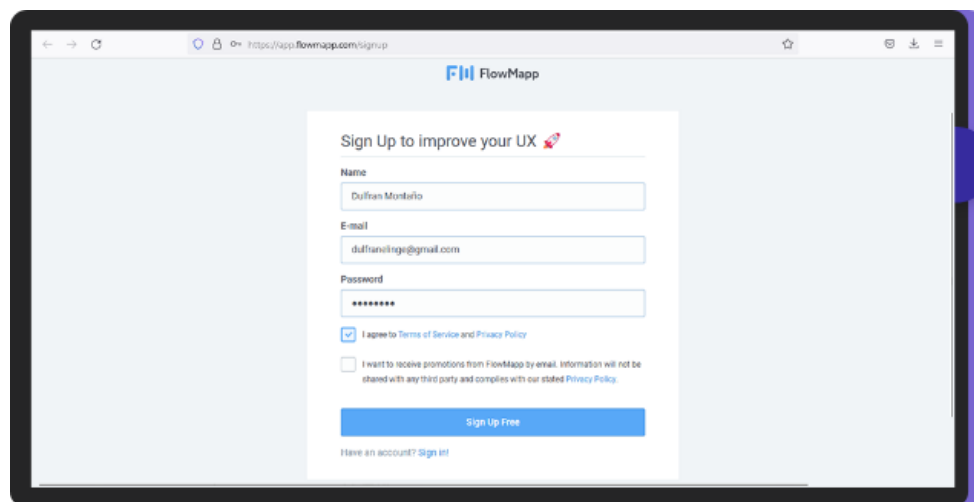 https://app.flowmapp.com/signup
FlowMapp
Sign Up to improve your UX 🚀
Name
Dulfran Montaño
E-mail
dulfranelinge@gmail.com
Password
••••••••
I agree to Terms of Service and Privacy Policy
I want to receive promotions from FlowMapp by email. Information will not be
shared with any third party and complies with our stated Privacy Policy.
Sign Up Free
Have an account? Sign in!